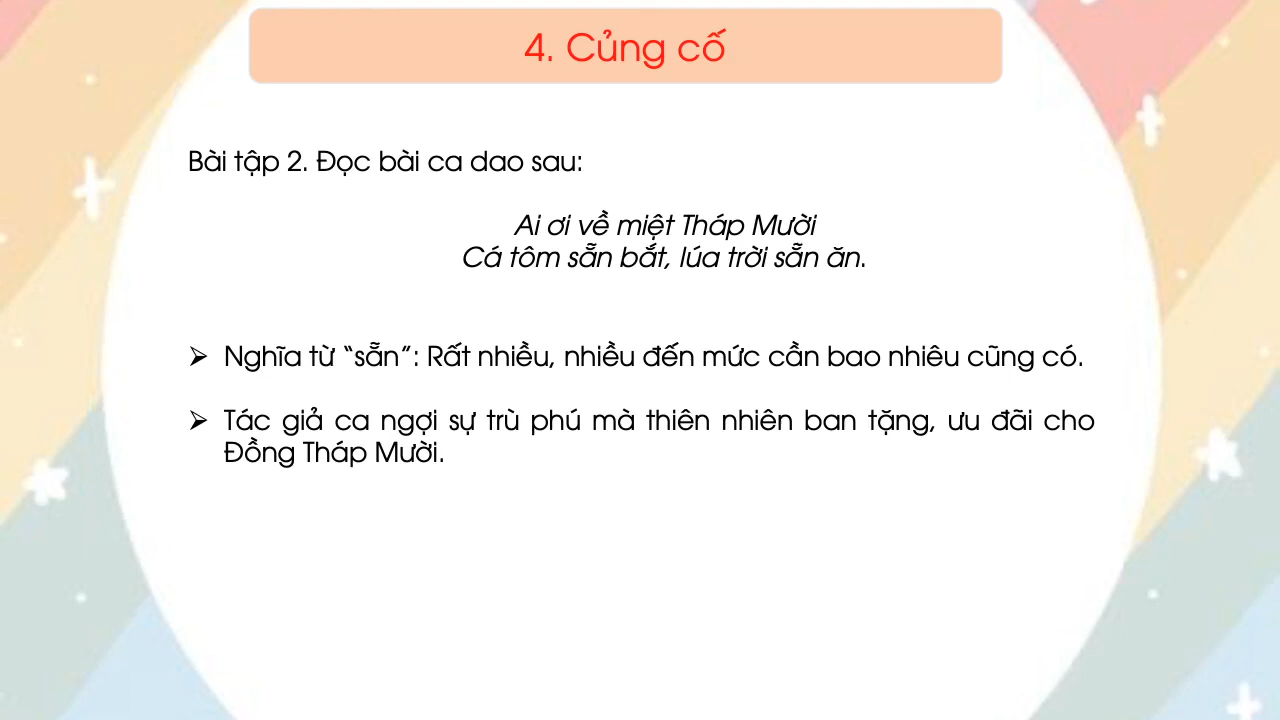 4. Củng cố
Bài tập 2. Đọc bài ca dao sau:
Ai ơi về miệt Tháp Mười
Cá tôm sẵn bắt, lúa trời sẵn ăn.
➢ Nghĩa từ “sẵn”: Rất nhiều, nhiều đến mức cần bao nhiêu cũng có.
➢ Tác giả ca ngợi sự trù phú mà thiên nhiên ban tặng, ưu đãi cho
Đồng Tháp Mười.